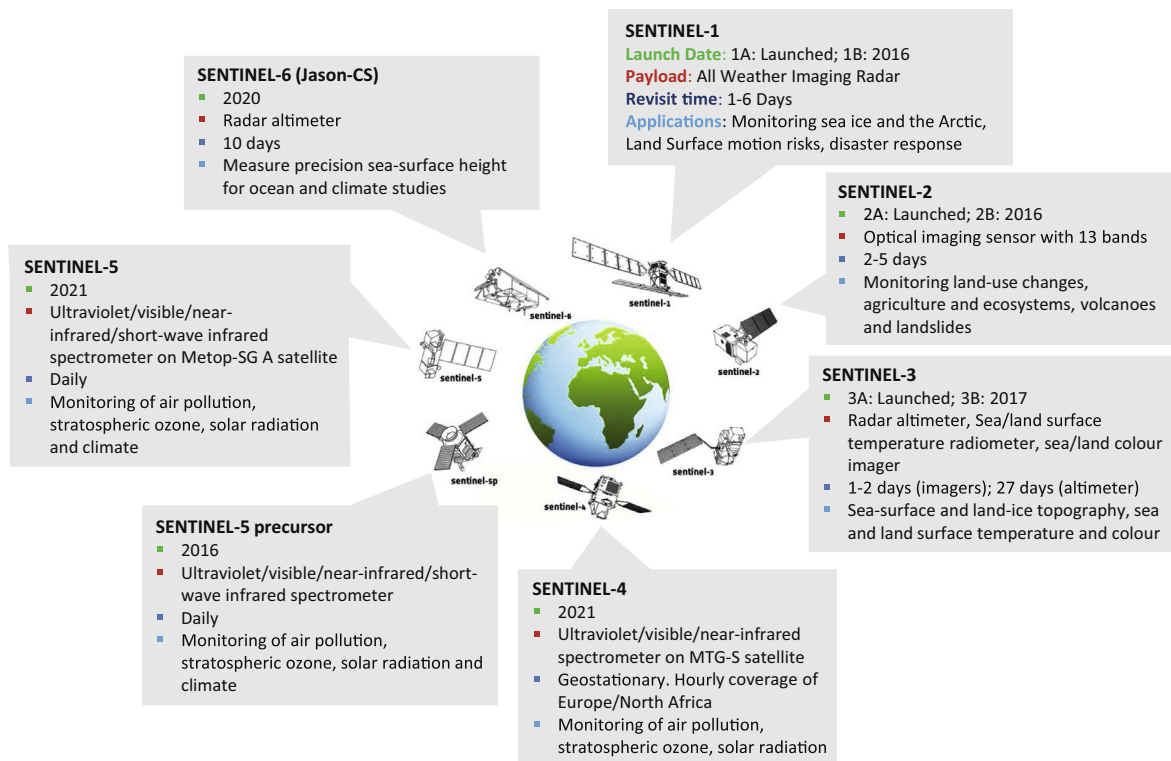 SENTINEL-1
Launch Date: 1A: Launched; 1B: 2016
Payload: All Weather Imaging Radar
Revisit time: 1-6 Days
Applications: Monitoring sea ice and the Arctic,
Land Surface motion risks, disaster response
SENTINEL-6 (Jason-CS)
2020
Radar altimeter
10 days
Measure precision sea-surface height
for ocean and climate studies
SENTINEL-2
2A: Launched; 2B: 2016
Optical imaging sensor with 13 bands
2-5 days
Monitoring land-use changes,
agriculture and ecosystems, volcanoes
and landslides
SENTINEL-5
2021
Ultraviolet/visible/near-
infrared/short-wave infrared
spectrometer on Metop-SG A satellite
Daily
Monitoring of air pollution,
stratospheric ozone, solar radiation
and climate
SENTINEL-3
3A: Launched; 3B: 2017
Radar altimeter, Sea/land surface
temperature radiometer, sea/land colour
imager
1-2 days (imagers); 27 days (altimeter)
Sea-surface and land-ice topography, sea
and land surface temperature and colour
sentinel-1
sentinel-6
sentinel-2
sentinel-5
sentinel-3
sentinel-5p
sentinel-4
SENTINEL-5 precursor
2016
Ultraviolet/visible/near-infrared/short-
wave infrared spectrometer
Daily
Monitoring of air pollution,
stratospheric ozone, solar radiation and
climate
SENTINEL-4
2021
Ultraviolet/visible/near-infrared
spectrometer on MTG-S satellite
Geostationary. Hourly coverage of
Europe/North Africa
Monitoring of air pollution,
stratospheric ozone, solar radiation